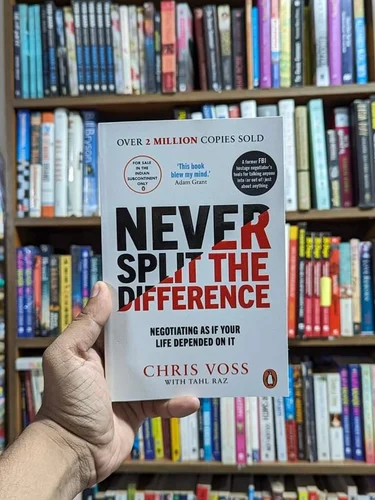 OVER 2 MILLION COPIES SOLD
FOR SALE IN
THE INDIAN
SUBCONTINENT
ONLY
'This book
blew my mind.'
Adam Grant
A former FBI
hostage negotiator's
tools for talking anyone
into (or out of) just
about anything
NEVER
SPLIT THE
DIFFERENCE
NEGOTIATING AS IF YOUR
LIFE DEPENDED ON IT
CHRIS VOSS
WITH TAHL RAZ